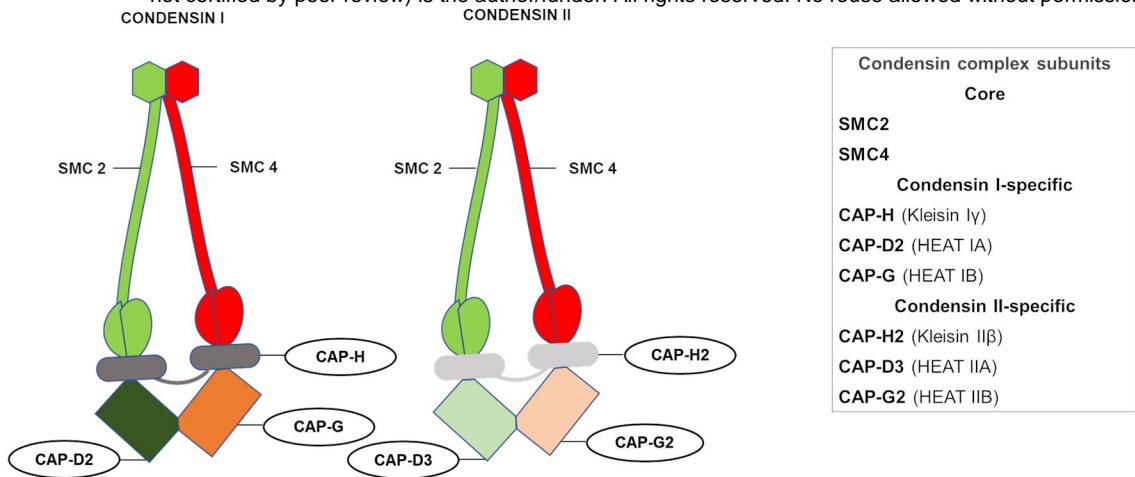 not certified by peer review) is the author/funder. All rights reserved. No reuse allowed without permission
CONDENSIN I
CONDENSIN II
SMC 2
SMC 4
SMC 2
SMC 4
CAP-H
CAP-H2
CAP-G
CAP-G2
CAP-D2
CAP-D3
Condensin complex subunits
Core
SMC2
SMC4
Condensin I-specific
CAP-H (Kleisin Iγ)
CAP-D2 (HEAT IA)
CAP-G (HEAT IB)
Condensin II-specific
CAP-H2 (Kleisin IIβ)
CAP-D3 (HEAT IIA)
CAP-G2 (HEAT IIB)